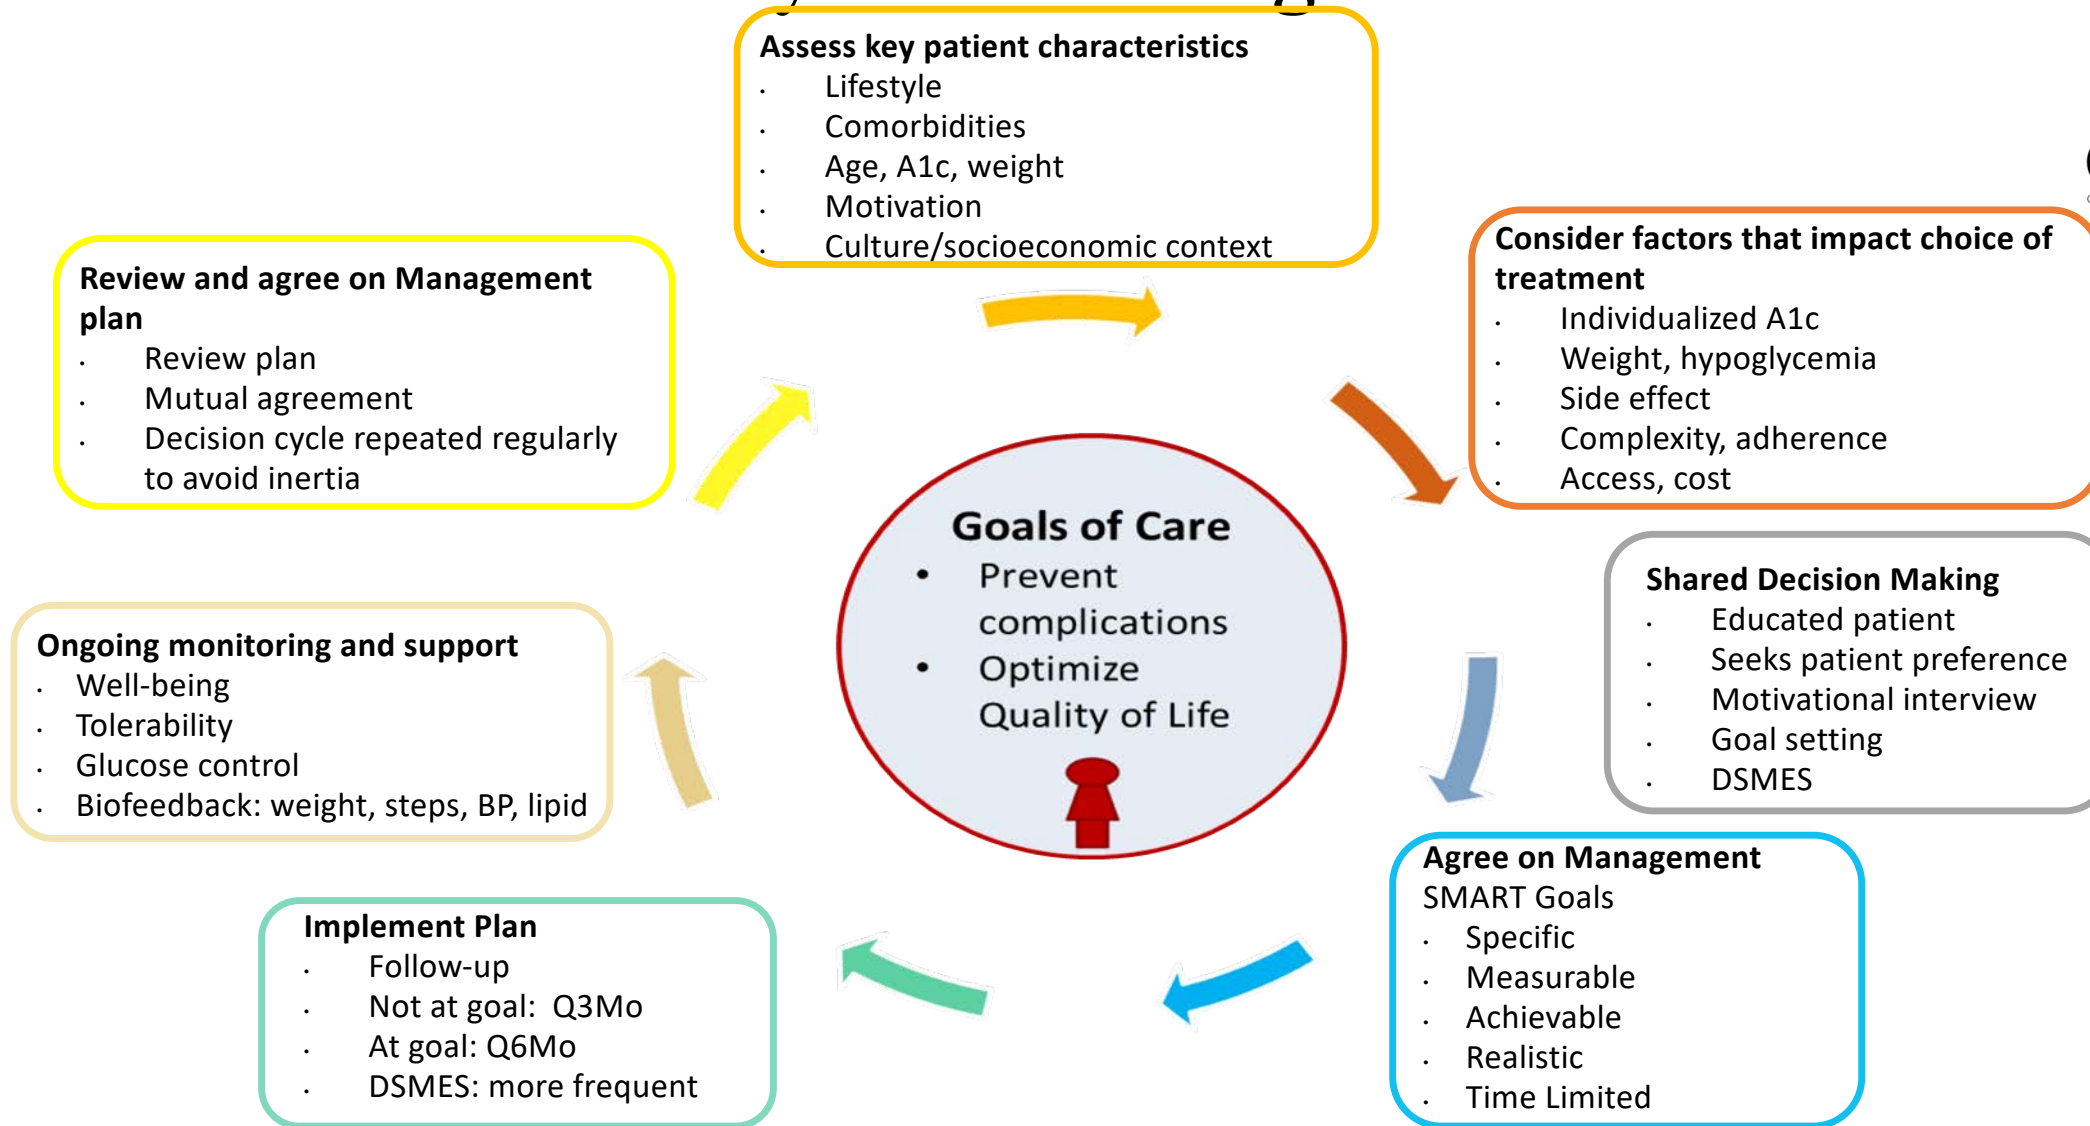 Assess key patient characteristics
· Lifestyle
· Comorbidities
· Age, A1c, weight
· Motivation
· Culture/socioeconomic context
Consider factors that impact choice of
treatment
· Individualized A1c
· Weight, hypoglycemia
· Side effect
· Complexity, adherence
· Access, cost
Shared Decision Making
· Educated patient
· Seeks patient preference
· Motivational interview
· Goal setting
· DSMES
Agree on Management
SMART Goals
· Specific
· Measurable
· Achievable
· Realistic
· Time Limited
Implement Plan
· Follow-up
· Not at goal: Q3Mo
· At goal: Q6Mo
· DSMES: more frequent
Ongoing monitoring and support
· Well-being
· Tolerability
· Glucose control
· Biofeedback: weight, steps, BP, lipid
Review and agree on Management
plan
· Review plan
· Mutual agreement
· Decision cycle repeated regularly
to avoid inertia
Goals of Care
• Prevent
complications
• Optimize
Quality of Life